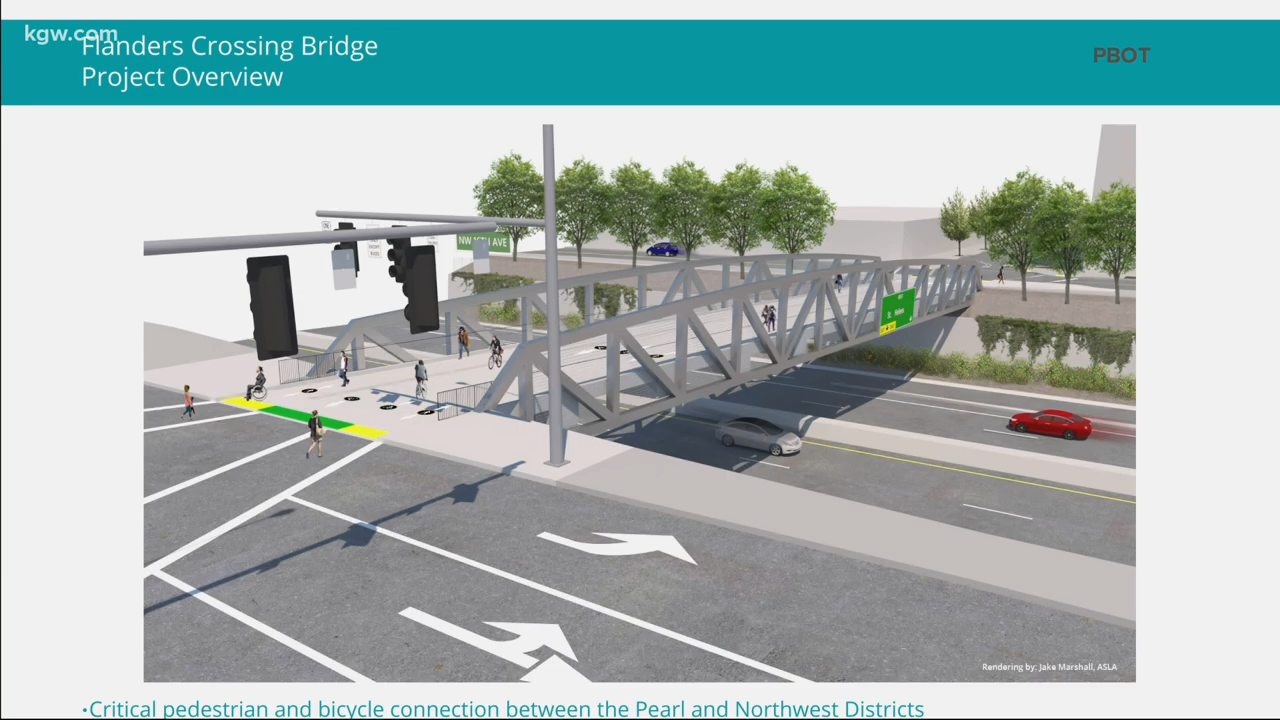 kgw.com
Flanders Crossing Bridge
Project Overview
PBOT
AVE
Rendering by: Jake Marshall, ASLA
•Critical pedestrian and bicycle connection between the Pearl and Northwest Districts